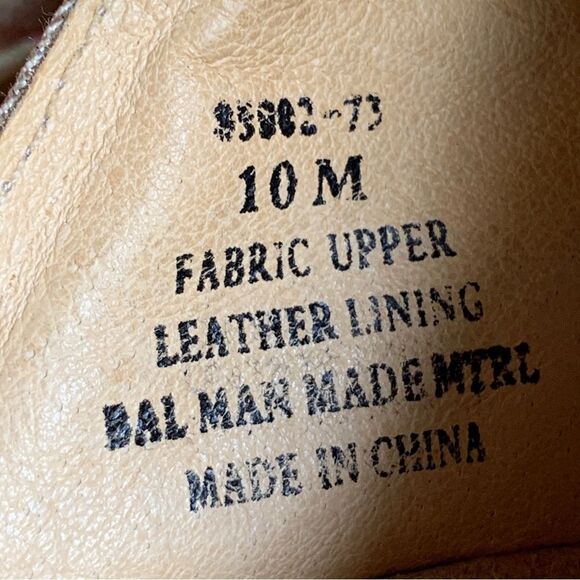 10 M
FABRIC UPPER
LEATHER LINING
BAL MAN MADE MTRL
MADE IN CHINA